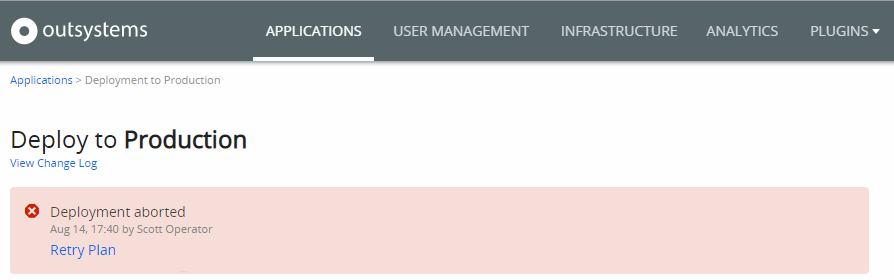 outsystems APPLICATIONS USER MANAGEMENT INFRASTRUCTURE ANALYTICS PLUGINS
Applications > Deployment to Production
Deploy to Production
View Change Log
Deployment aborted
Aug 14, 17:40 by Scott Operator
Retry Plan